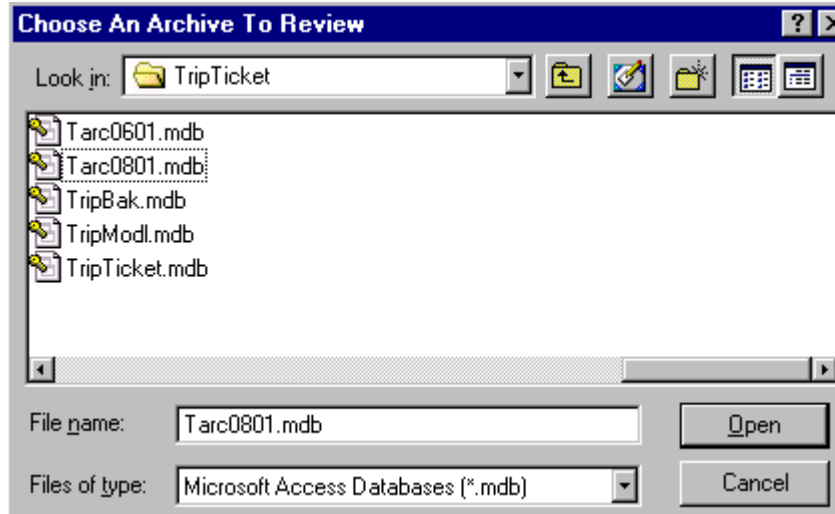 Choose An Archive To Review
Look in: TripTicket
Tarc0601.mdb
Tarc0801.mdb
TripBak.mdb
TripModl.mdb
TripTicket.mdb
File name: Tarc0801.mdb Open
Files of type: Microsoft Access Databases (*.mdb) Cancel